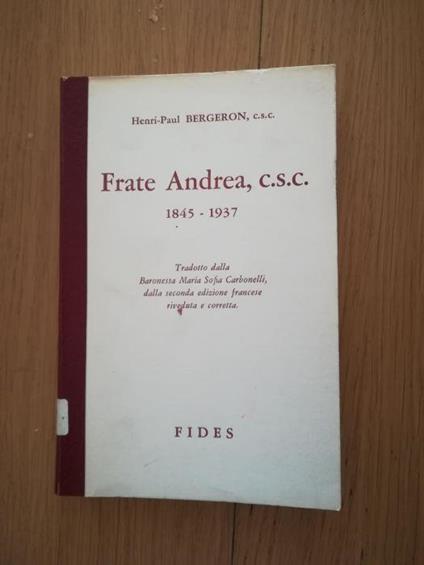 Henri-Paul BERGERON, c.s.c.
Frate Andrea, c.s.c.
1845 - 1937
Tradotto dalla
Baronessa Maria Sofia Carbonelli,
dalla seconda edizione francese
riveduta e corretta.
FIDES